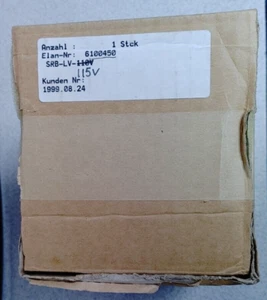 Anzahl : 1 Stck
Elan-Nr: 6100450
SRB-LV-110V
115V
Kunden Nr:
1999.08.24